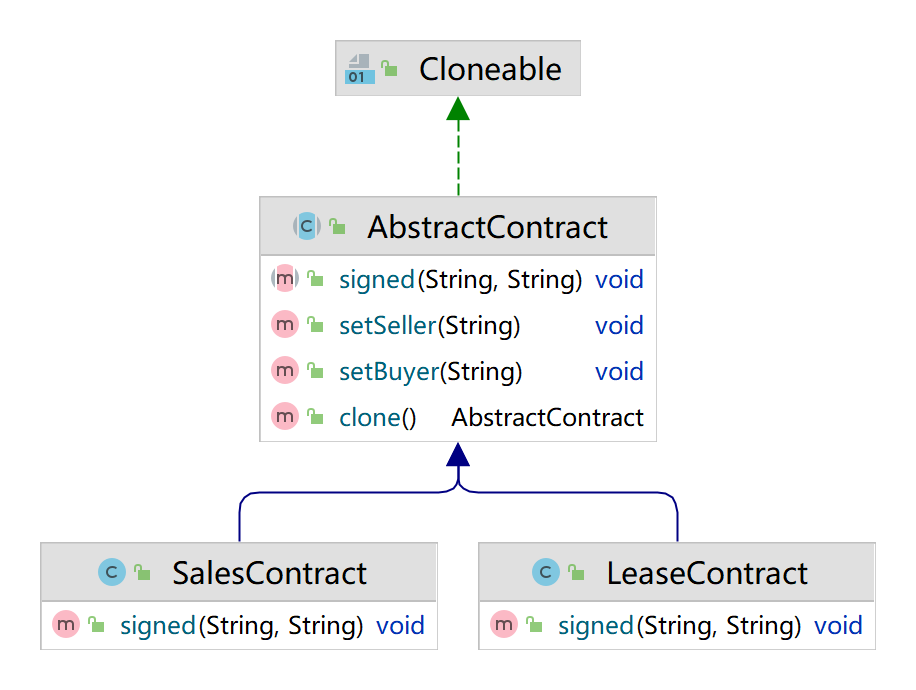 01 Cloneable
C AbstractContract
m signed(String, String) void
m setSeller(String) void
m setBuyer(String) void
m clone() AbstractContract
C SalesContract
m signed(String, String) void
C LeaseContract
m signed(String, String) void